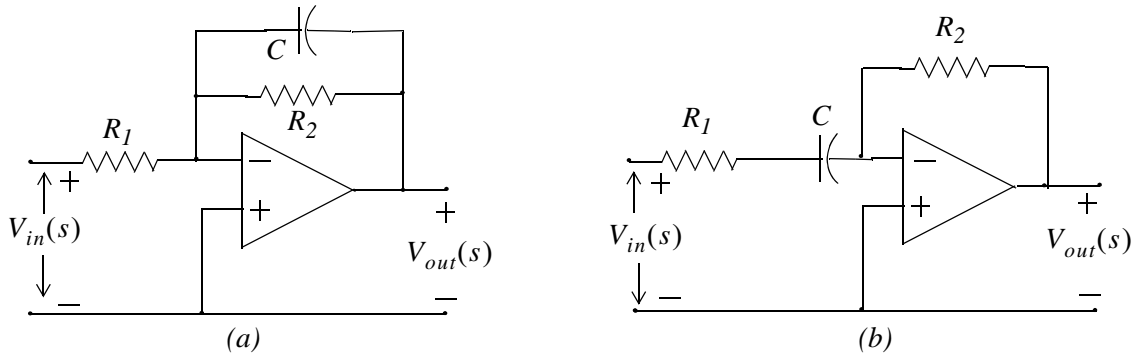 C
R2
R1
−
+
+
Vin(s)
+
Vout(s)
−
−
(a)
R2
R1
C
−
+
+
Vin(s)
+
Vout(s)
−
−
(b)